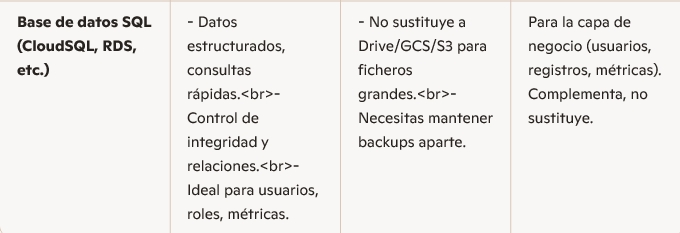 Base de datos SQL
(CloudSQL, RDS,
etc.)
- Datos
estructurados,
consultas
rápidas.<br>-
Control de
integridad y
relaciones.<br>-
Ideal para usuarios,
roles, métricas.
- No sustituye a
Drive/GCS/S3 para
ficheros
grandes.<br>-
Necesitas mantener
backups aparte.
Para la capa de
negocio (usuarios,
registros, métricas).
Complementa, no
sustituye.